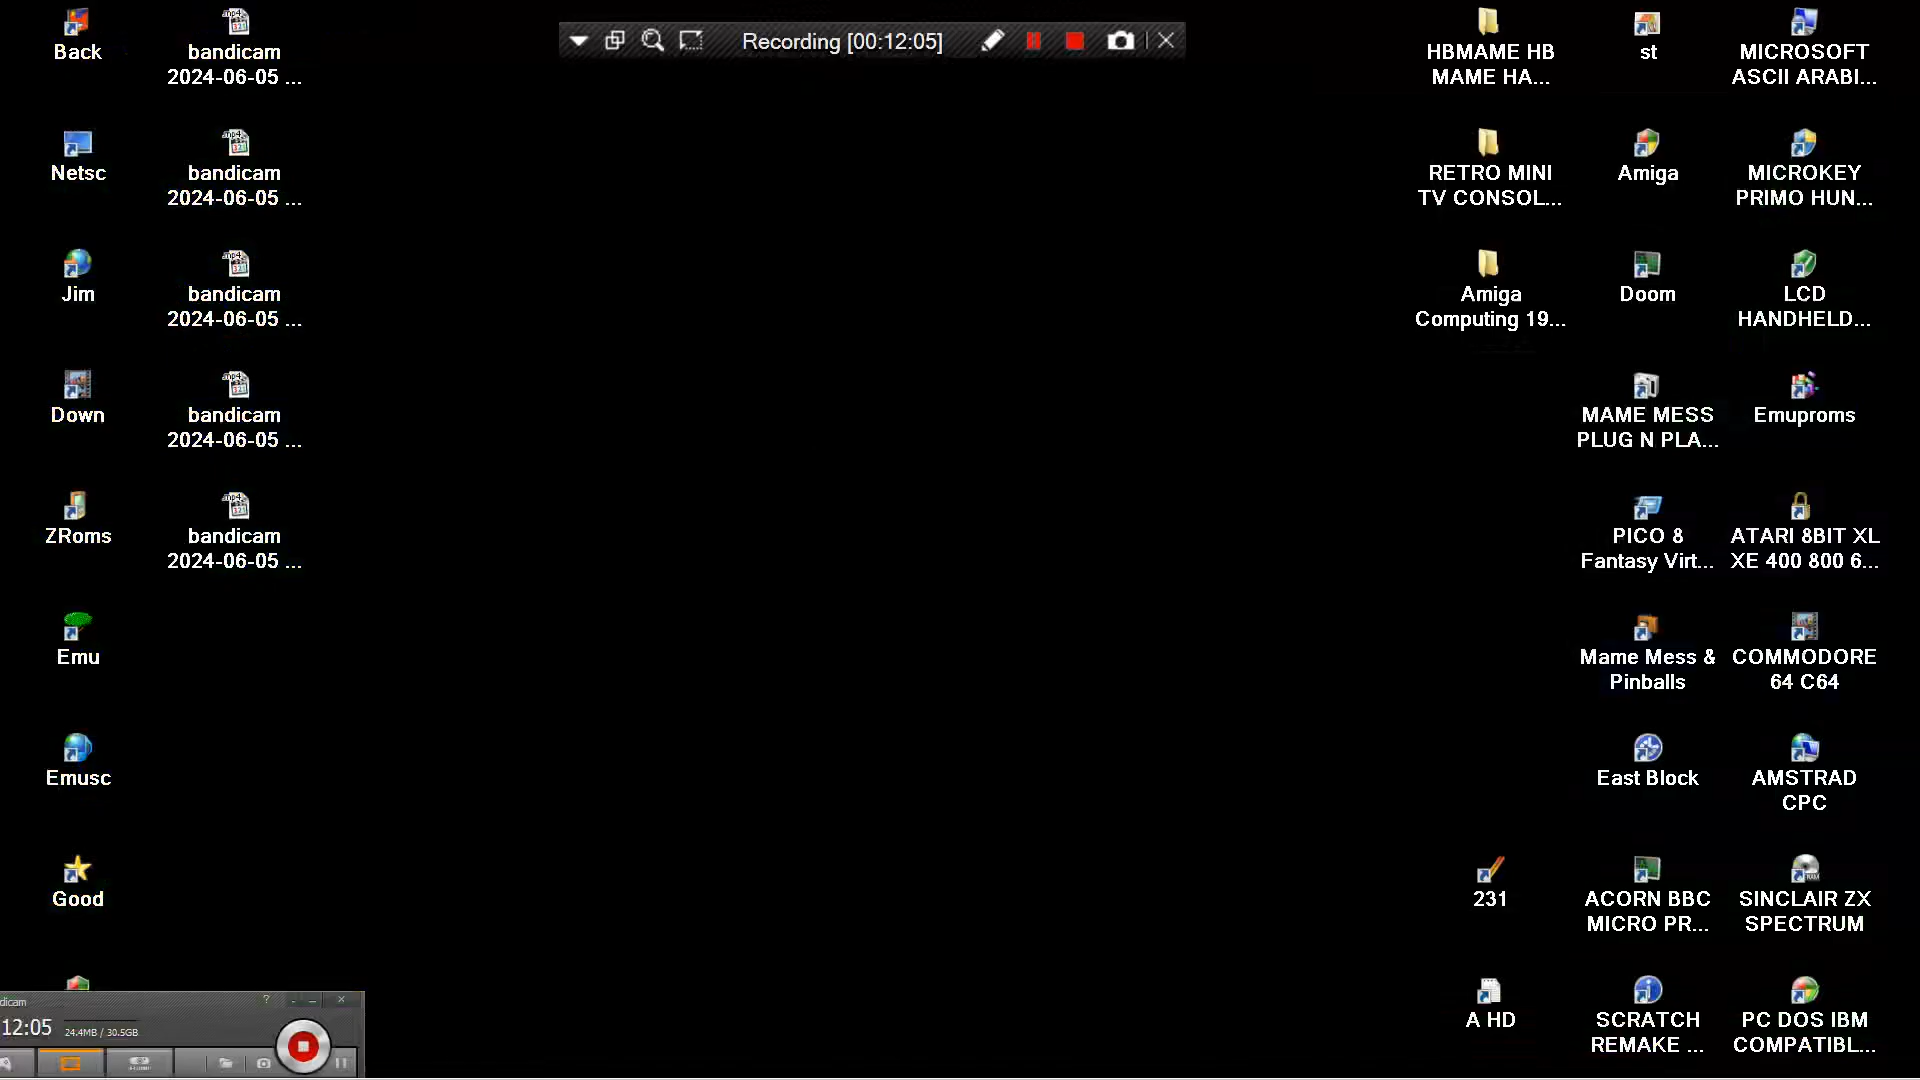 Recording [00:12:05]
Back
bandicam
2024-06-05 ...
Netsc
bandicam
2024-06-05 ...
Jim
bandicam
2024-06-05 ...
Down
bandicam
2024-06-05 ...
ZRoms
bandicam
2024-06-05 ...
Emu
Emusc
Good
HBMAME HB
MAME HA...
st
MICROSOFT
ASCII ARABI...
RETRO MINI
TV CONSOL...
Amiga
MICROKEY
PRIMO HUN...
Amiga
Computing 19...
Doom
LCD
HANDHELD...
MAME MESS
PLUG N PLA...
Emuproms
PICO 8
Fantasy Virt...
ATARI 8BIT XL
XE 400 800 6...
Mame Mess &
Pinballs
COMMODORE
64 C64
East Block
AMSTRAD
CPC
231
ACORN BBC
MICRO PR...
SINCLAIR ZX
SPECTRUM
A HD
SCRATCH
REMAKE ...
PC DOS IBM
COMPATIBL...
dicam
12:05
24.4MB / 30.5GB